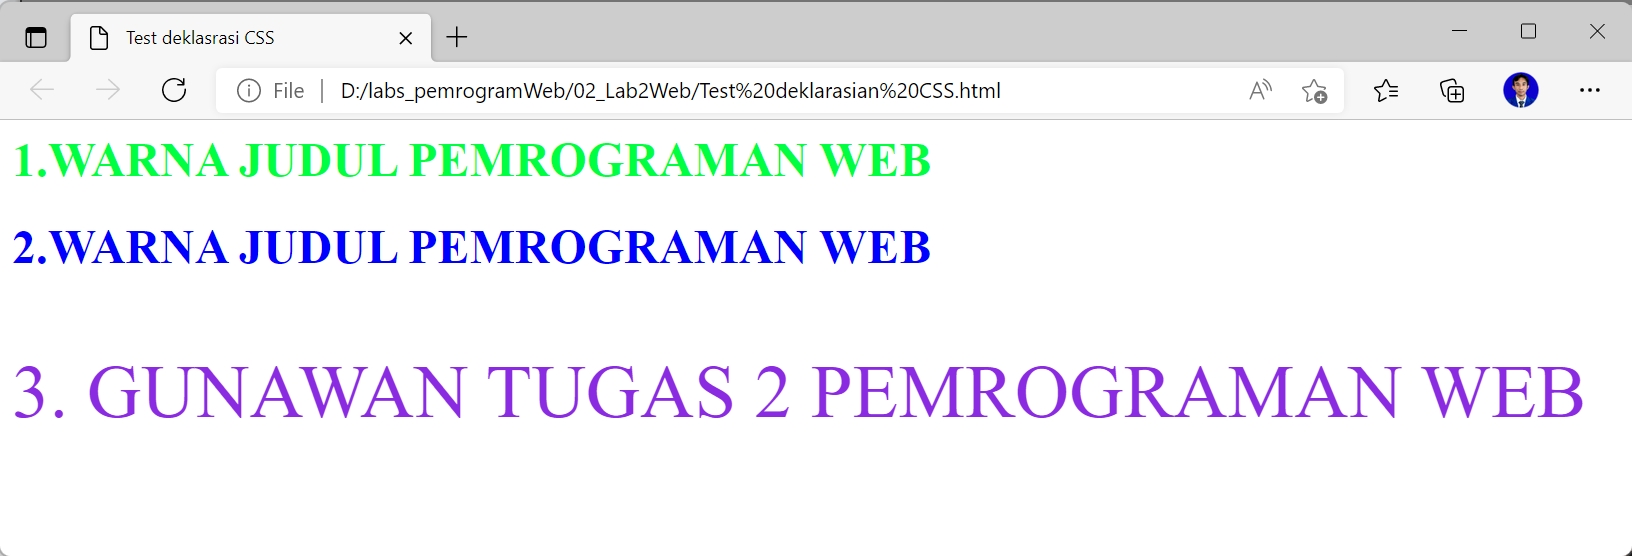 Test deklasrasi CSS
File D:/labs_pemrogramWeb/02_Lab2Web/Test%20deklarasian%20CSS.html
1.WARNA JUDUL PEMROGRAMAN WEB
2.WARNA JUDUL PEMROGRAMAN WEB
3. GUNAWAN TUGAS 2 PEMROGRAMAN WEB